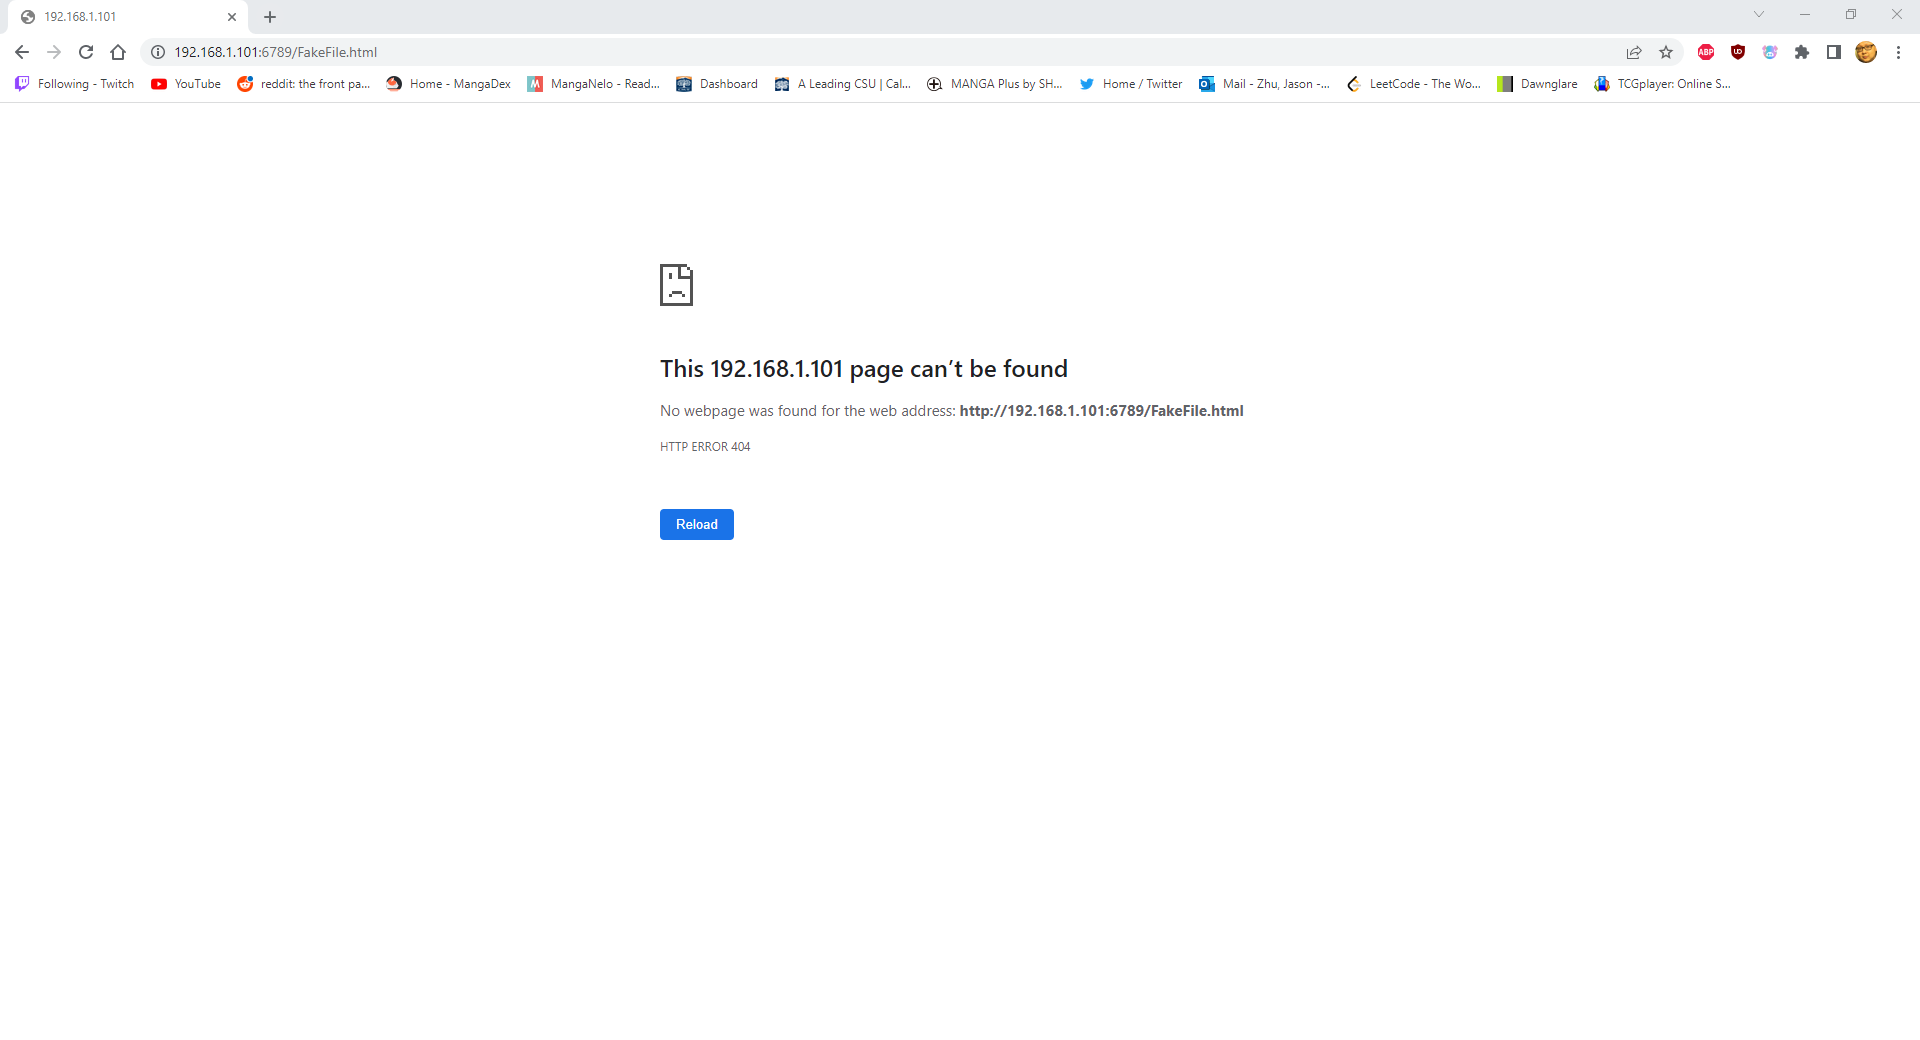 192.168.1.101
192.168.1.101:6789/FakeFile.html
ABP
Following - Twitch YouTube reddit: the front pa... Home - MangaDex MangaNelo - Read... Dashboard A Leading CSU | Cal... MANGA Plus by SH... Home / Twitter Mail - Zhu, Jason -... LeetCode - The Wo... Dawnglare TCGplayer: Online S...
This 192.168.1.101 page can’t be found
No webpage was found for the web address: http://192.168.1.101:6789/FakeFile.html
HTTP ERROR 404
Reload